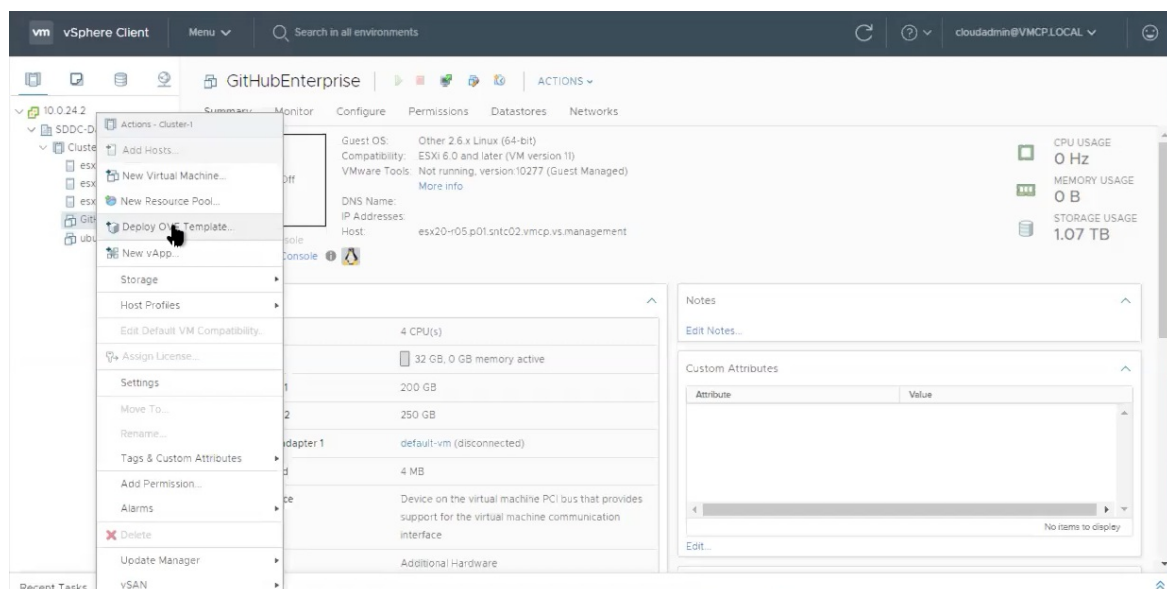 vm vSphere Client Menu Search in all environments cloudadmin@VMCP.LOCAL
GitHubEnterprise ACTIONS
Summary Monitor Configure Permissions Datastores Networks
10.0.24.2
SDDC-D
Cluste
esx
esx
esx
GitH
ubu
Actions - Cluster-1
Add Hosts...
New Virtual Machine...
New Resource Pool...
Deploy OVF Template...
New vApp...
Storage
Host Profiles
Edit Default VM Compatibility...
Assign License...
Settings
Move To...
Rename...
Tags & Custom Attributes
Add Permission...
Alarms
Delete
Update Manager
vSAN
Off
Console
Guest OS: Other 2.6.x Linux (64-bit)
Compatibility: ESXi 6.0 and later (VM version 11)
VMware Tools: Not running, version:10277 (Guest Managed)
More info
DNS Name:
IP Addresses:
Host: esx20-r05.p01.sntc02.vmcp.vs.management
CPU USAGE
0 Hz
MEMORY USAGE
0 B
STORAGE USAGE
1.07 TB
4 CPU(s)
32 GB, 0 GB memory active
1 200 GB
2 250 GB
adapter 1 default-vm (disconnected)
d 4 MB
ce Device on the virtual machine PCI bus that provides
support for the virtual machine communication
interface
Additional Hardware
Notes
Edit Notes...
Custom Attributes
Attribute Value
No items to display
Edit...
Recent Tasks